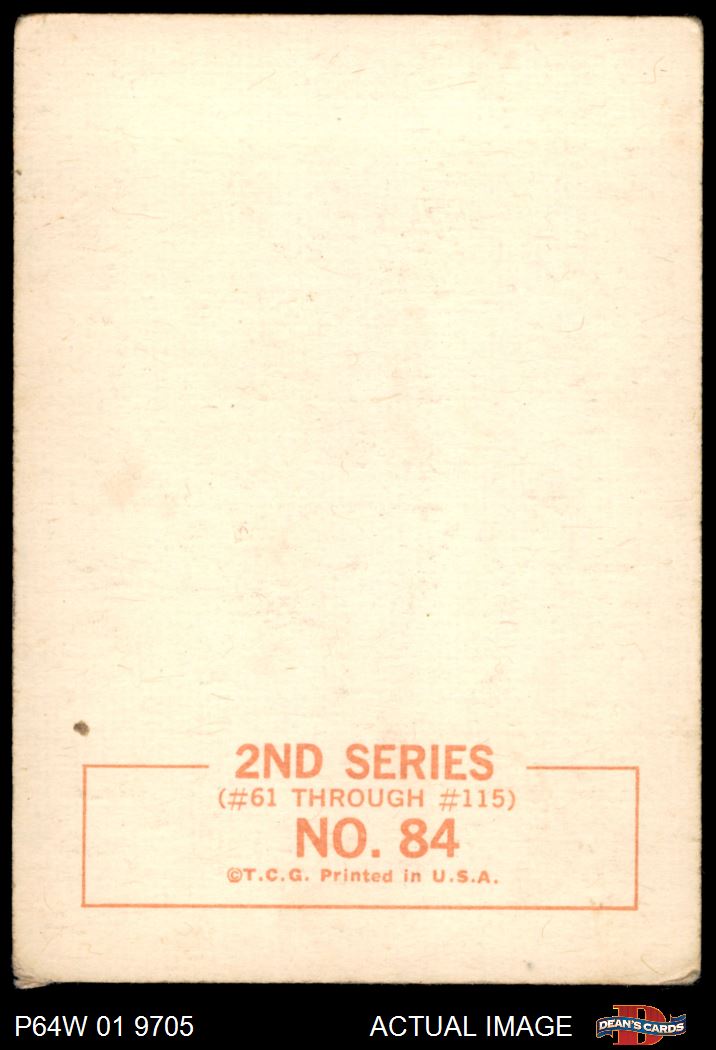 2ND SERIES
(#61 THROUGH #115)
NO. 84
©T.C.G. Printed in U.S.A.
P64W 01 9705
ACTUAL IMAGE
DEAN'S CARDS